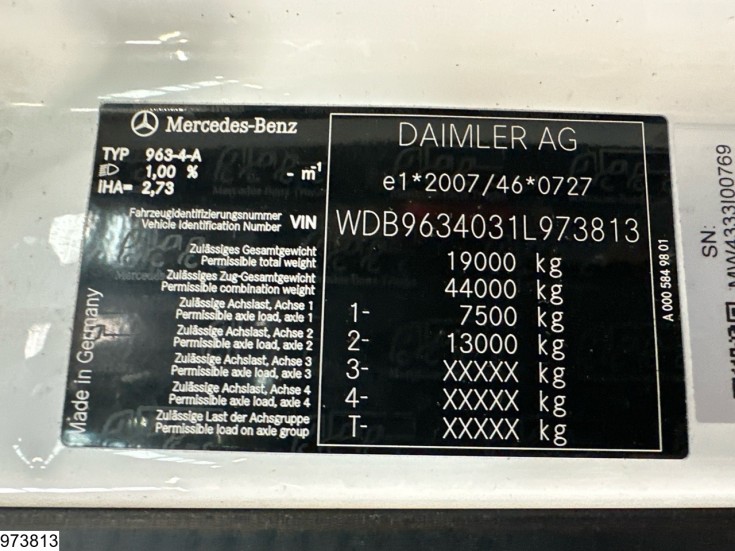 Mercedes-Benz
TYP 963-4-A
1,00 % - m⁻¹
IHA= 2,73
DAIMLER AG
e1*2007/46*0727
Fahrzeugidentifizierungsnummer
Vehicle Identification Number VIN WDB9634031L973813
Zulässiges Gesamtgewicht
Permissible total weight 19000 kg
Zulässiges Zug-Gesamtgewicht
Permissible combination weight 44000 kg
Zulässige Achslast, Achse 1
Permissible axle load, axle 1 1- 7500 kg
Zulässige Achslast, Achse 2
Permissible axle load, axle 2 2- 13000 kg
Zulässige Achslast, Achse 3
Permissible axle load, axle 3 3- XXXXX kg
Zulässige Achslast, Achse 4
Permissible axle load, axle 4 4- XXXXX kg
Zulässige Last der Achsgruppe
Permissible load on axle group T- XXXXX kg
Made in Germany
A 000 584 98 01
SN:
MW4333I00769
973813